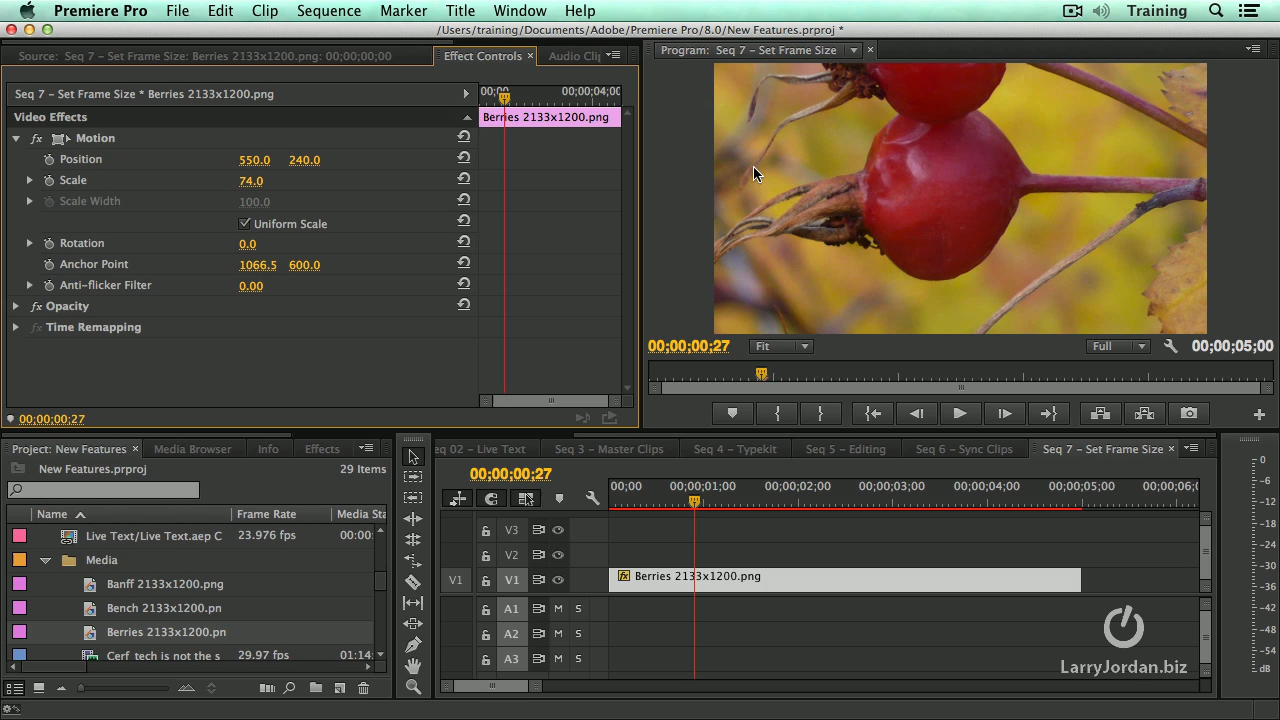 Premiere Pro File Edit Clip Sequence Marker Title Window Help Training
/Users/training/Documents/Adobe/Premiere Pro/8.0/New Features.prproj *
Source: Seq 7 - Set Frame Size: Berries 2133x1200.png: 00;00;00;00 Effect Controls × Audio Clip
Program: Seq 7 - Set Frame Size ×
Seq 7 - Set Frame Size * Berries 2133x1200.png
00;00 00;00;04;00
Video Effects
Berries 2133x1200.png
fx Motion
Position 550.0 240.0
Scale 74.0
Scale Width 100.0
Uniform Scale
Rotation 0.0
Anchor Point 1066.5 600.0
Anti-flicker Filter 0.00
fx Opacity
fx Time Remapping
00;00;00;27
00;00;00;27 Fit Full 00;00;05;00
Project: New Features × Media Browser Info Effects
New Features.prproj 29 Items
Name Frame Rate Media Sta
Live Text/Live Text.aep C 23.976 fps 00:00:
Media
Banff 2133x1200.png
Bench 2133x1200.pn
Berries 2133x1200.pn
Cerf_tech is not the s 29.97 fps 01:14:
eq 02 - Live Text Seq 3 - Master Clips Seq 4 - Typekit Seq 5 - Editing Seq 6 - Sync Clips Seq 7 - Set Frame Size ×
00;00;00;27
00;00 00;00;01;00 00;00;02;00 00;00;03;00 00;00;04;00 00;00;05;00 00;00;06;0
V3
V2
V1 V1 fx Berries 2133x1200.png
A1 M S
A2 M S
A3 M S
0
-6
-12
-18
-24
-30
-36
-42
-48
-54
dB
LarryJordan.biz